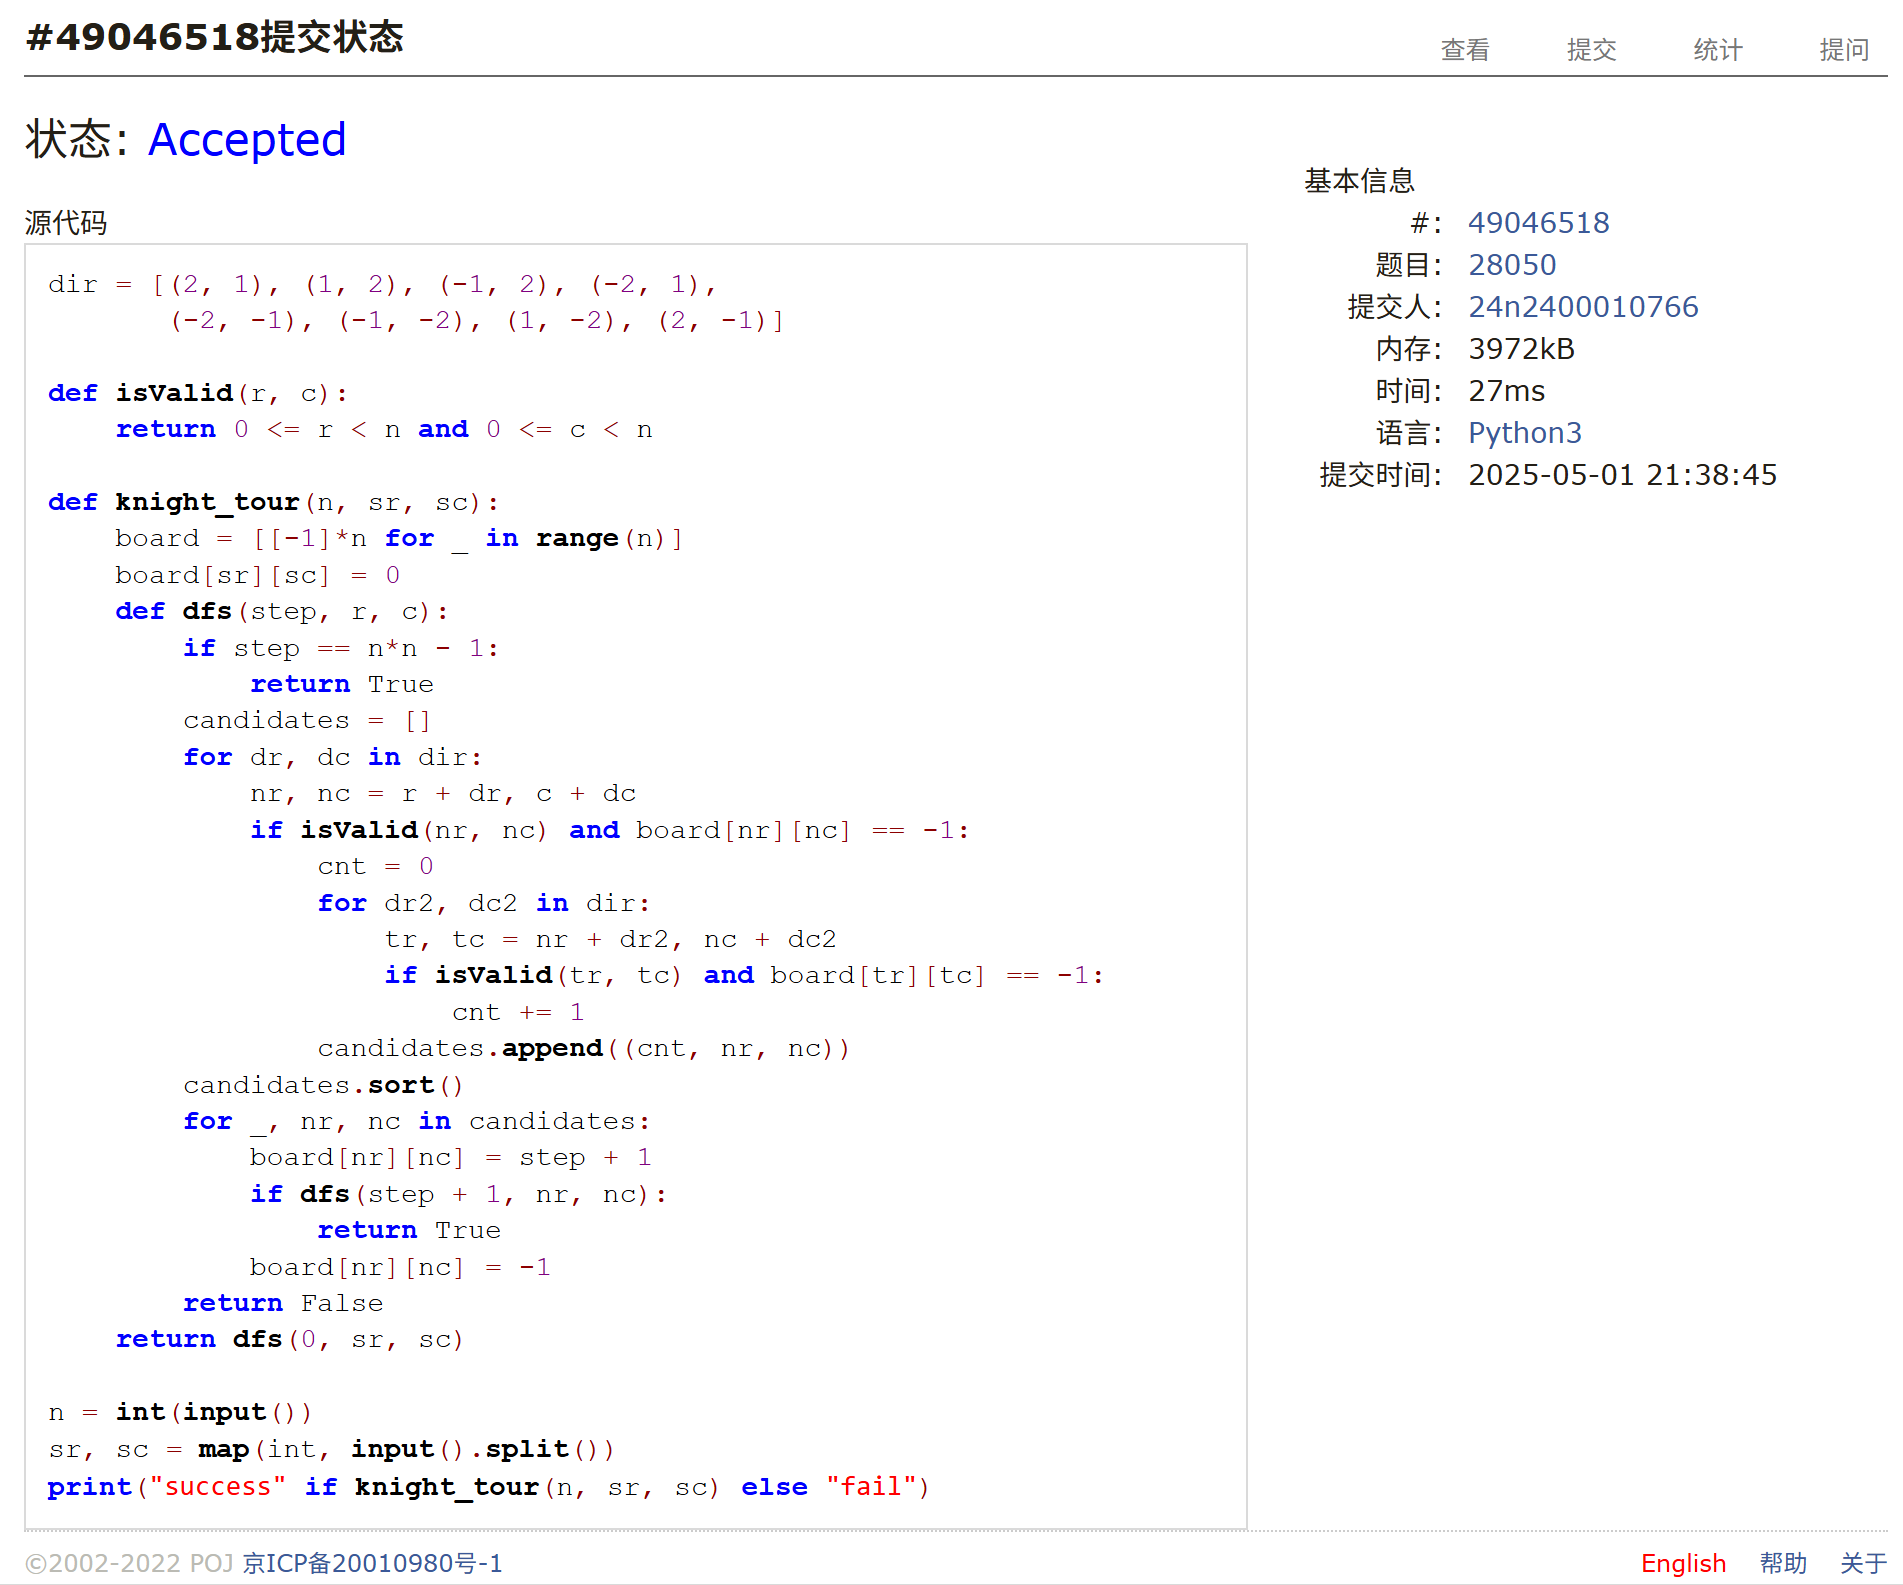 #49046518提交状态
查看 提交 统计 提问
状态: Accepted
源代码
dir = [(2, 1), (1, 2), (-1, 2), (-2, 1),
       (-2, -1), (-1, -2), (1, -2), (2, -1)]

def isValid(r, c):
    return 0 <= r < n and 0 <= c < n

def knight_tour(n, sr, sc):
    board = [[-1]*n for _ in range(n)]
    board[sr][sc] = 0
    def dfs(step, r, c):
        if step == n*n - 1:
            return True
        candidates = []
        for dr, dc in dir:
            nr, nc = r + dr, c + dc
            if isValid(nr, nc) and board[nr][nc] == -1:
                cnt = 0
                for dr2, dc2 in dir:
                    tr, tc = nr + dr2, nc + dc2
                    if isValid(tr, tc) and board[tr][tc] == -1:
                        cnt += 1
                candidates.append((cnt, nr, nc))
        candidates.sort()
        for _, nr, nc in candidates:
            board[nr][nc] = step + 1
            if dfs(step + 1, nr, nc):
                return True
            board[nr][nc] = -1
        return False
    return dfs(0, sr, sc)

n = int(input())
sr, sc = map(int, input().split())
print("success" if knight_tour(n, sr, sc) else "fail")
基本信息
#: 49046518
题目: 28050
提交人: 24n2400010766
内存: 3972kB
时间: 27ms
语言: Python3
提交时间: 2025-05-01 21:38:45
©2002-2022 POJ 京ICP备20010980号-1
English 帮助 关于